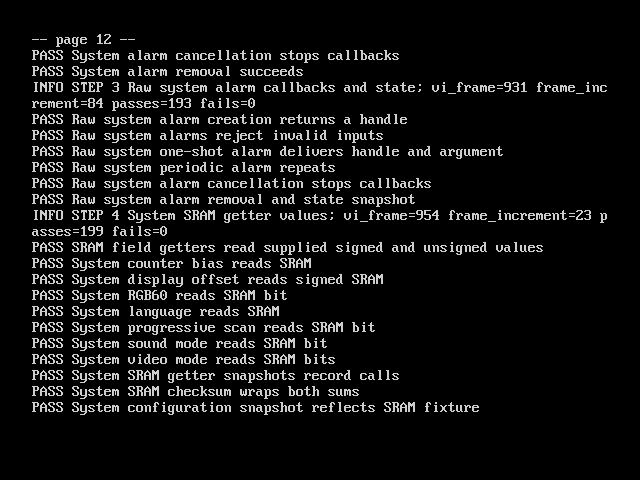 -- page 12 --
PASS System alarm cancellation stops callbacks
PASS System alarm removal succeeds
INFO STEP 3 Raw system alarm callbacks and state; vi_frame=931 frame_inc
rement=84 passes=193 fails=0
PASS Raw system alarm creation returns a handle
PASS Raw system alarms reject invalid inputs
PASS Raw system one-shot alarm delivers handle and argument
PASS Raw system periodic alarm repeats
PASS Raw system alarm cancellation stops callbacks
PASS Raw system alarm removal and state snapshot
INFO STEP 4 System SRAM getter values; vi_frame=954 frame_increment=23 p
asses=199 fails=0
PASS SRAM field getters read supplied signed and unsigned values
PASS System counter bias reads SRAM
PASS System display offset reads signed SRAM
PASS System RGB60 reads SRAM bit
PASS System language reads SRAM
PASS System progressive scan reads SRAM bit
PASS System sound mode reads SRAM bit
PASS System video mode reads SRAM bits
PASS System SRAM getter snapshots record calls
PASS System SRAM checksum wraps both sums
PASS System configuration snapshot reflects SRAM fixture